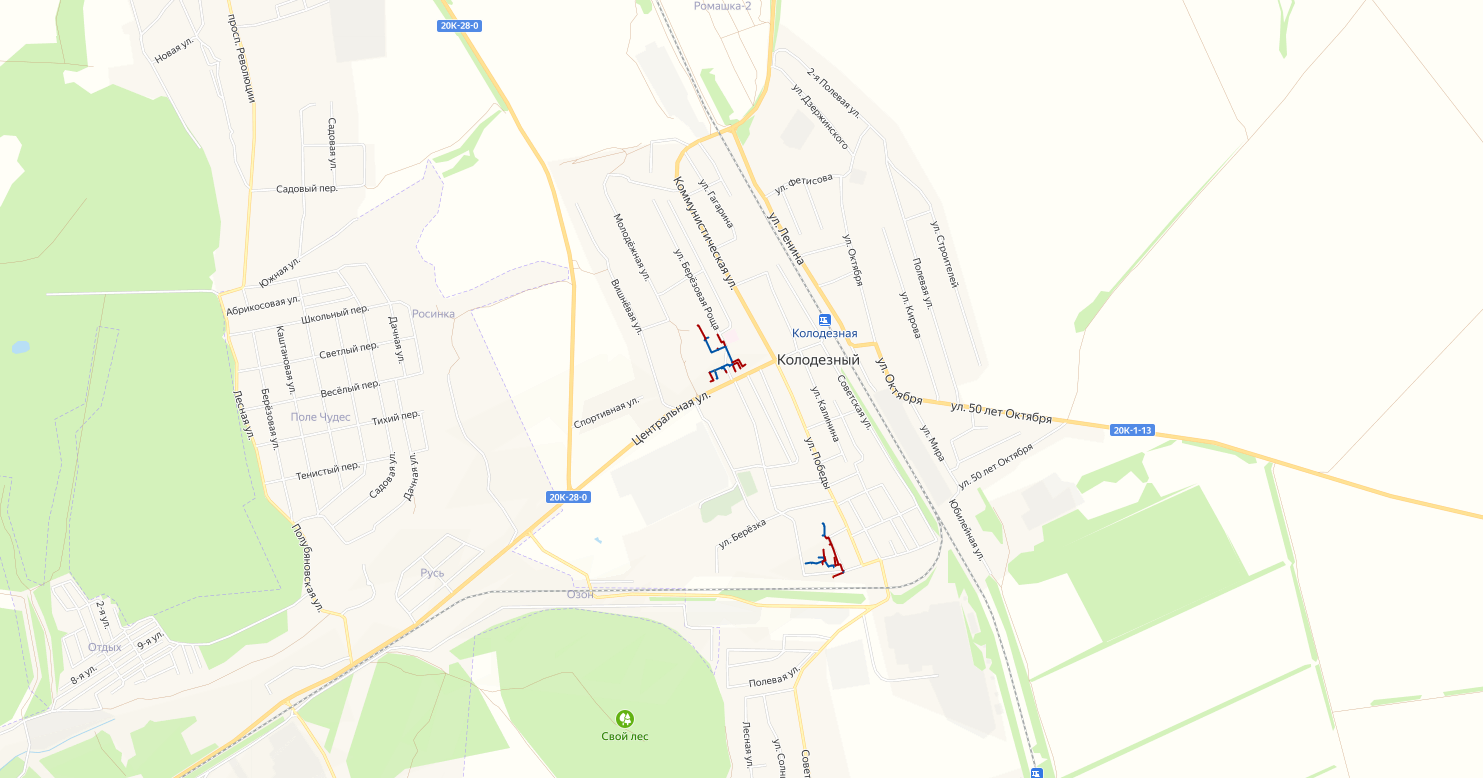 Ромашка-2
20К-28-0
просп. Революции
Новая ул.
2-я Полевая ул.
ул. Дзержинского
Садовая ул.
Садовый пер.
ул. Фетисова
Коммунистическая ул.
ул. Гагарина
Молодёжная ул.
ул. Ленина
ул. Строителей
ул. Октября
ул. Берёзовая Роща
Южная ул.
Полевая ул.
Вишнёвая ул.
ул. Кирова
Абрикосовая ул.
Школьный пер.
Росинка
Дачная ул.
Каштановая ул.
Колодезная
Светлый пер.
Колодезный
Весёлый пер.
ул. Октября
Советская ул.
ул. Калинина
Лесная ул.
Берёзовая ул.
Поле Чудес
Тихий пер.
Спортивная ул.
Центральная ул.
ул. 50 лет Октября
20К-1-13
ул. Мира
ул. Победы
ул. 50 лет Октября
Тенистый пер.
Садовая ул.
Дачная ул.
20К-28-0
Юбилейная ул.
ул. Берёзка
Полубяновская ул.
Русь
Озон
2-я ул.
9-я ул.
Отдых
8-я ул.
Полевая ул.
Свой лес
Лесная ул.
ул. Солн
Совет